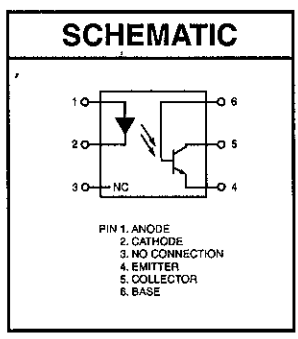 SCHEMATIC
1 6
2 5
3 NC 4
PIN 1. ANODE
2. CATHODE
3. NO CONNECTION
4. EMITTER
5. COLLECTOR
6. BASE